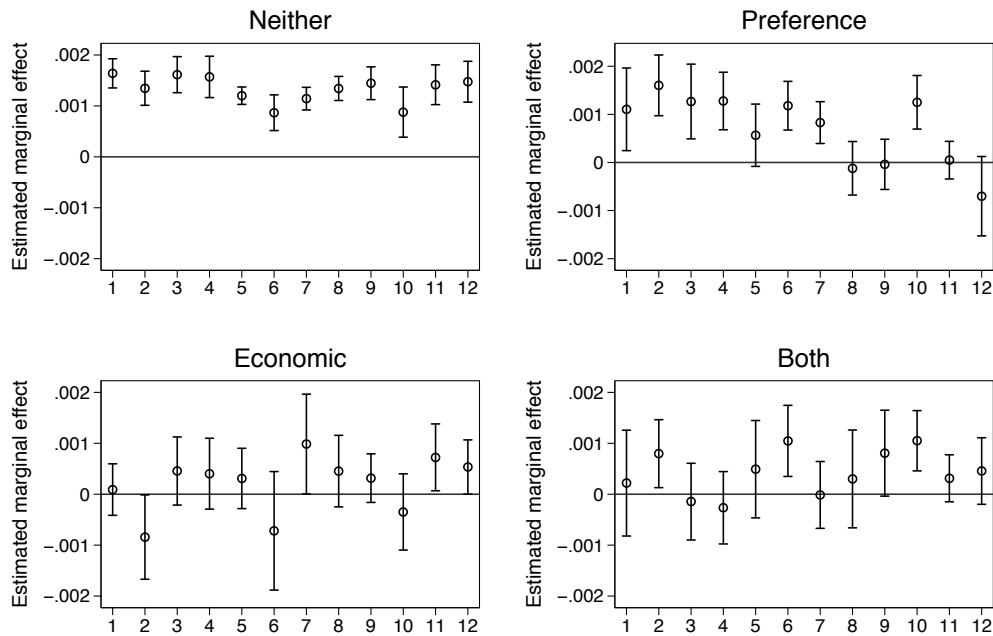 Neither
Estimated marginal effect
.002
.001
0
−.001
−.002
1 2 3 4 5 6 7 8 9 10 11 12
Preference
Estimated marginal effect
.002
.001
0
−.001
−.002
1 2 3 4 5 6 7 8 9 10 11 12
Economic
Estimated marginal effect
.002
.001
0
−.001
−.002
1 2 3 4 5 6 7 8 9 10 11 12
Both
Estimated marginal effect
.002
.001
0
−.001
−.002
1 2 3 4 5 6 7 8 9 10 11 12